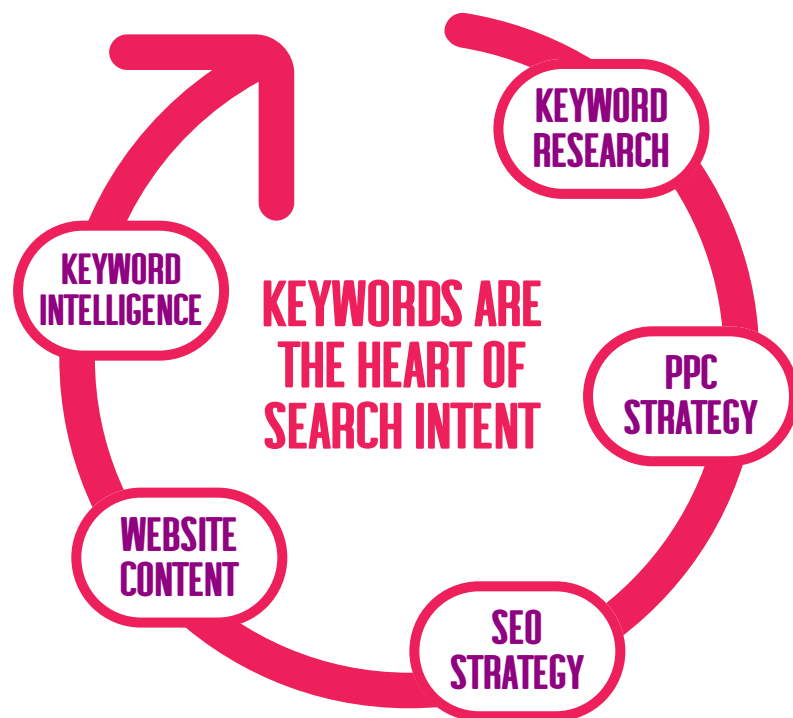 KEYWORD
RESEARCH
PPC
STRATEGY
SEO
STRATEGY
WEBSITE
CONTENT
KEYWORD
INTELLIGENCE
KEYWORDS ARE
THE HEART OF
SEARCH INTENT